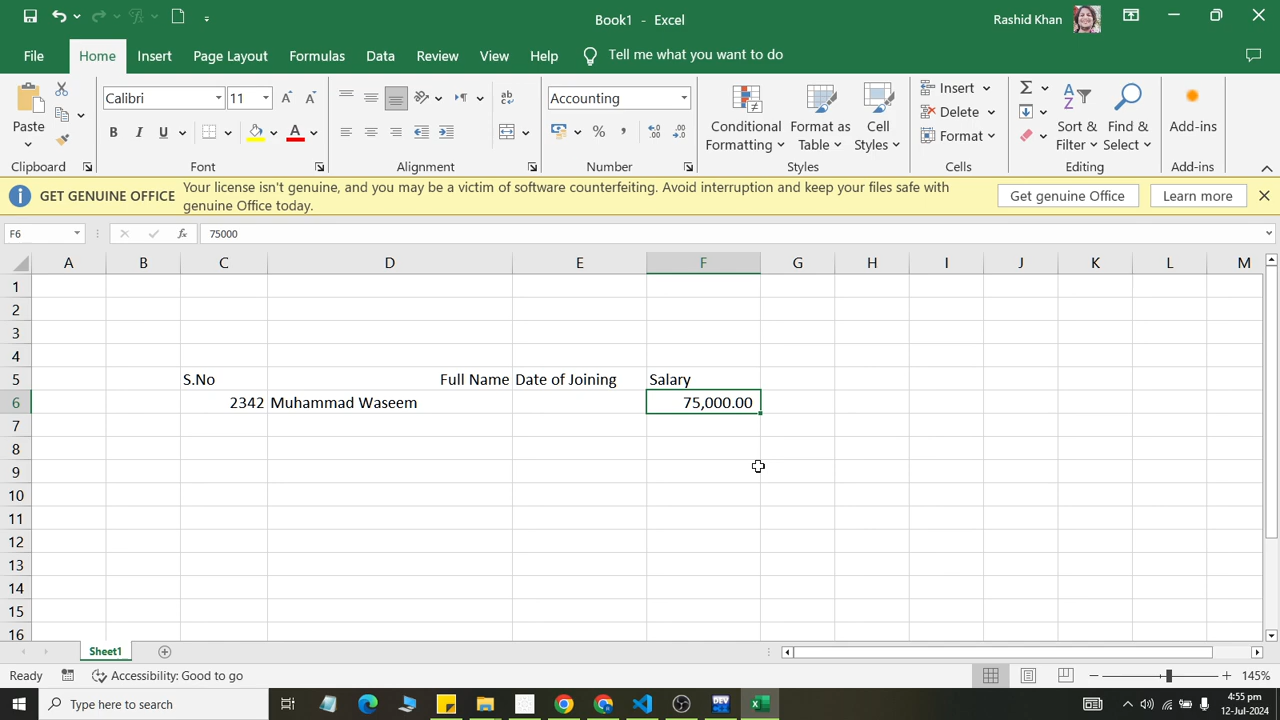 Book1 - Excel
Rashid Khan
File Home Insert Page Layout Formulas Data Review View Help Tell me what you want to do
Paste
Calibri 11
B I U
Accounting
Conditional Formatting
Format as Table
Cell Styles
Insert
Delete
Format
Sort & Filter
Find & Select
Add-ins
Clipboard Font Alignment Number Styles Cells Editing Add-ins
GET GENUINE OFFICE Your license isn't genuine, and you may be a victim of software counterfeiting. Avoid interruption and keep your files safe with
genuine Office today.
Get genuine Office Learn more
F6 fx 75000
A B C D E F G H I J K L M
1
2
3
4
5 S.No Full Name Date of Joining Salary
6 2342 Muhammad Waseem 75,000.00
7
8
9
10
11
12
13
14
15
16
Sheet1
Ready Accessibility: Good to go 145%
Type here to search
4:55 pm
12-Jul-2024